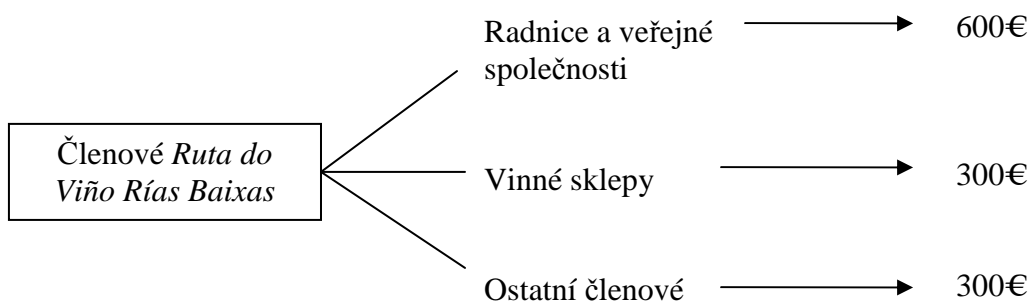 Radnice a veřejné
společnosti
600€
Členové Ruta do
Viño Rías Baixas
Vinné sklepy
300€
Ostatní členové
300€